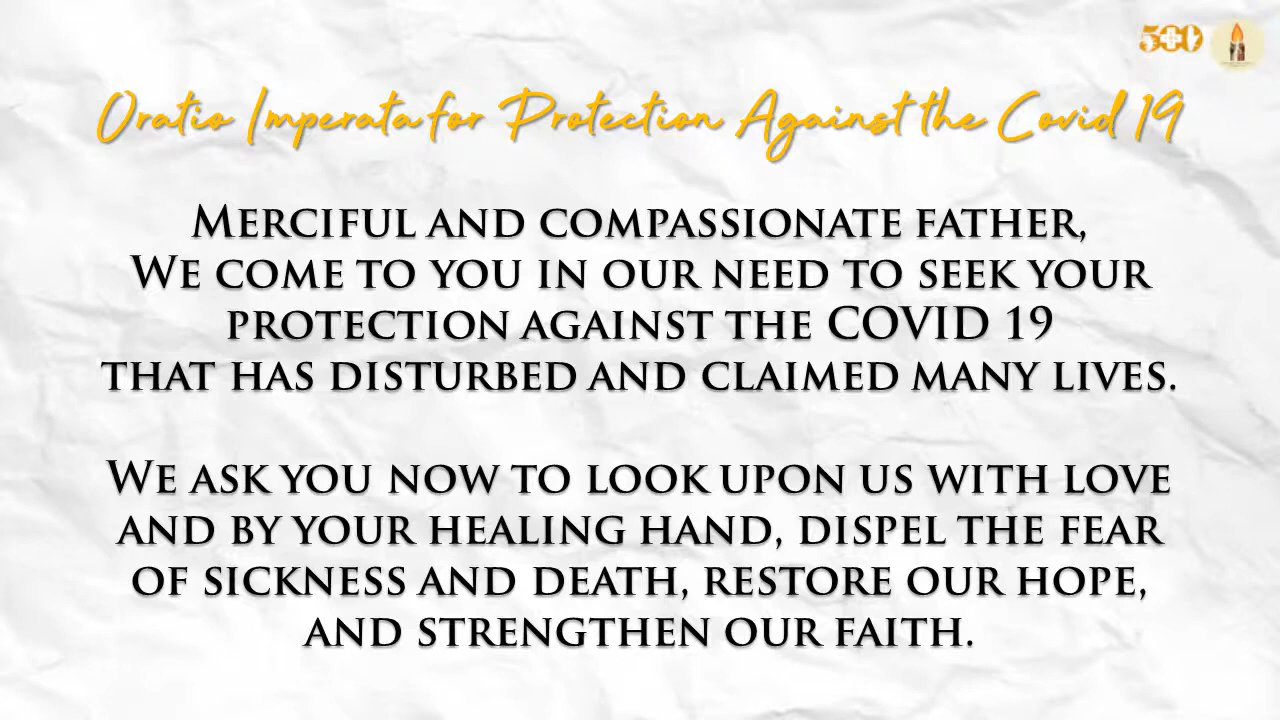 500
Oratio Imperata for Protection Against the Covid 19
Merciful and compassionate father,
We come to you in our need to seek your
protection against the COVID 19
that has disturbed and claimed many lives.
We ask you now to look upon us with love
and by your healing hand, dispel the fear
of sickness and death, restore our hope,
and strengthen our faith.